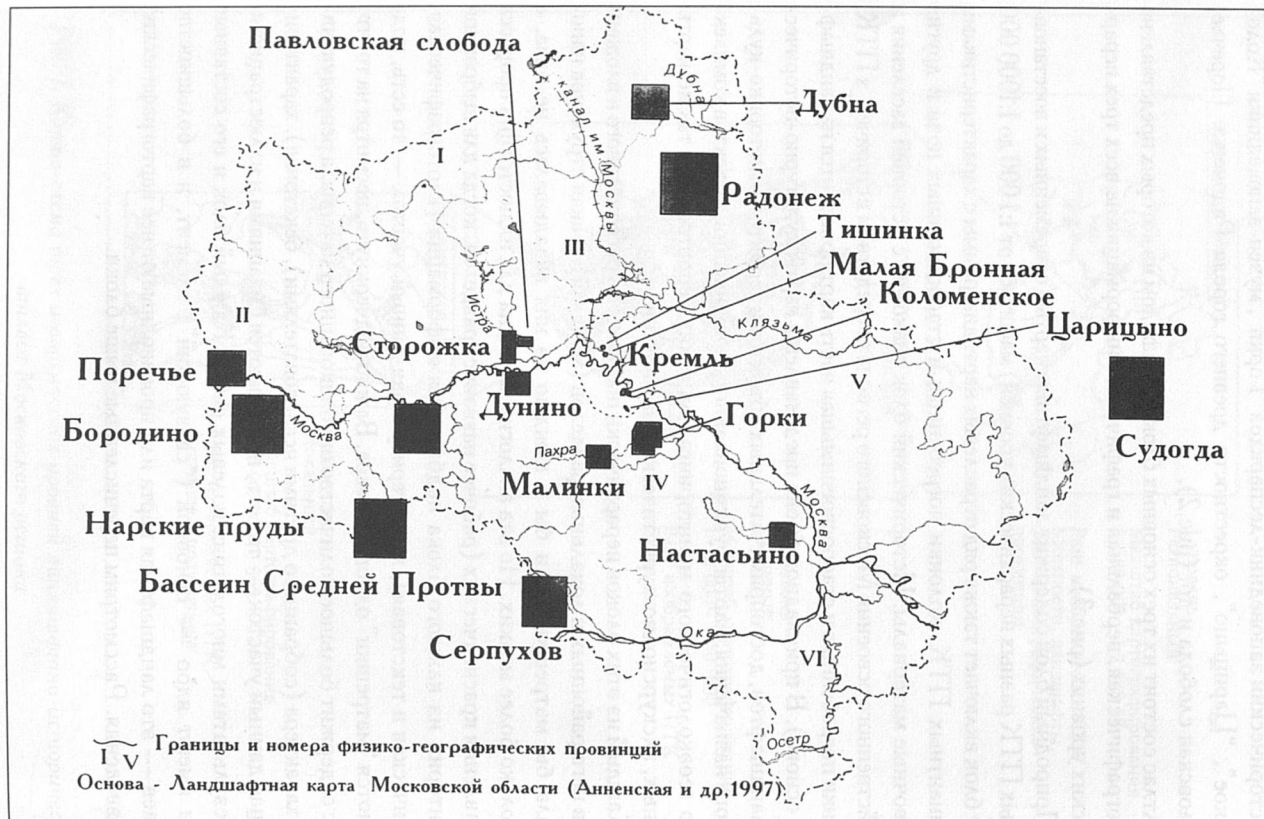 Павловская слобода
Дубна
Дубна
канал им Москвы
I
Радонеж
Тишинка
III
Малая Бронная
Коломенское
II
Истра
Клязьма
Царицыно
Сторожка
Кремль
Поречье
V
Дунино
Москва
Горки
Бородино
Судогда
Пахра
IV
Малинки
Москва
Нарские пруды
Настасьино
Бассеин Средней Протвы
Ока
Серпухов
VI
Осетр
Границы и номера физико-географических провинций
I V
Основа - Ландшафтная карта Московской области (Анненская и др,1997)